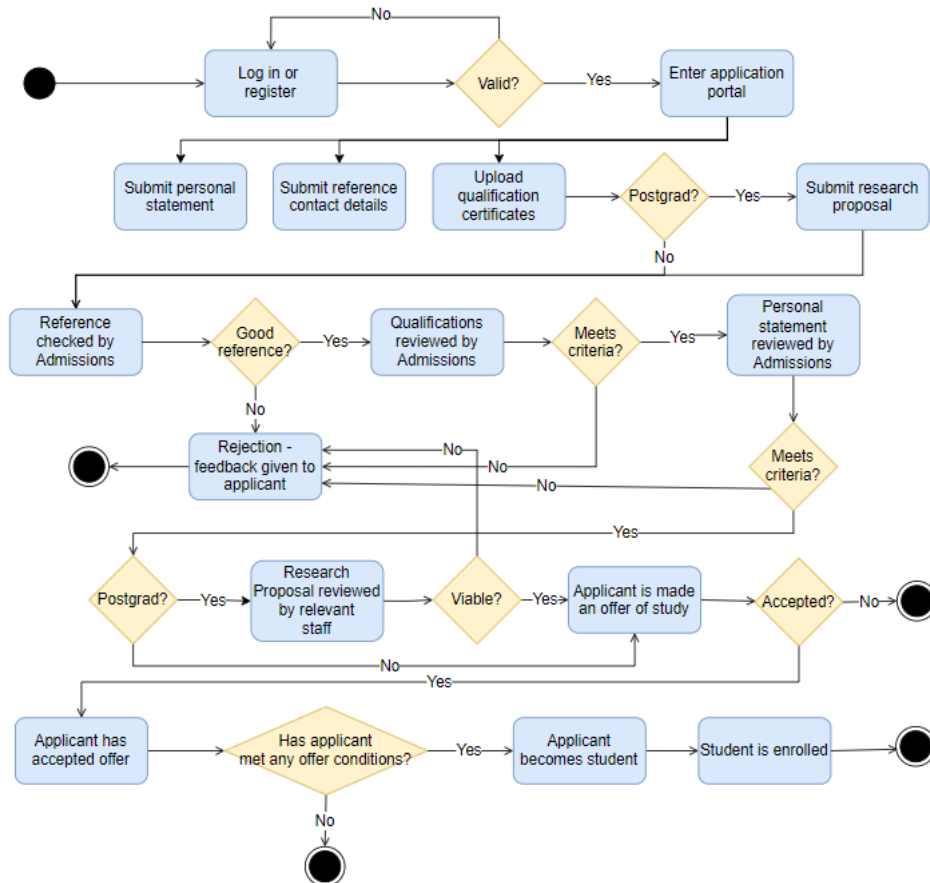 No
Log in or
register
Valid?
Yes
Enter application
portal
Submit personal
statement
Submit reference
contact details
Upload
qualification
certificates
Postgrad?
Yes
Submit research
proposal
No
Reference
checked by
Admissions
Good
reference?
Yes
Qualifications
reviewed by
Admissions
Meets
criteria?
Yes
Personal
statement
reviewed by
Admissions
No
Rejection -
feedback given to
applicant
No
No
No
Meets
criteria?
Yes
Postgrad?
Yes
Research
Proposal reviewed
by relevant
staff
Viable?
Yes
Applicant is made
an offer of study
Accepted?
No
No
Yes
Applicant has
accepted offer
Has applicant
met any offer conditions?
Yes
Applicant
becomes student
Student is enrolled
No